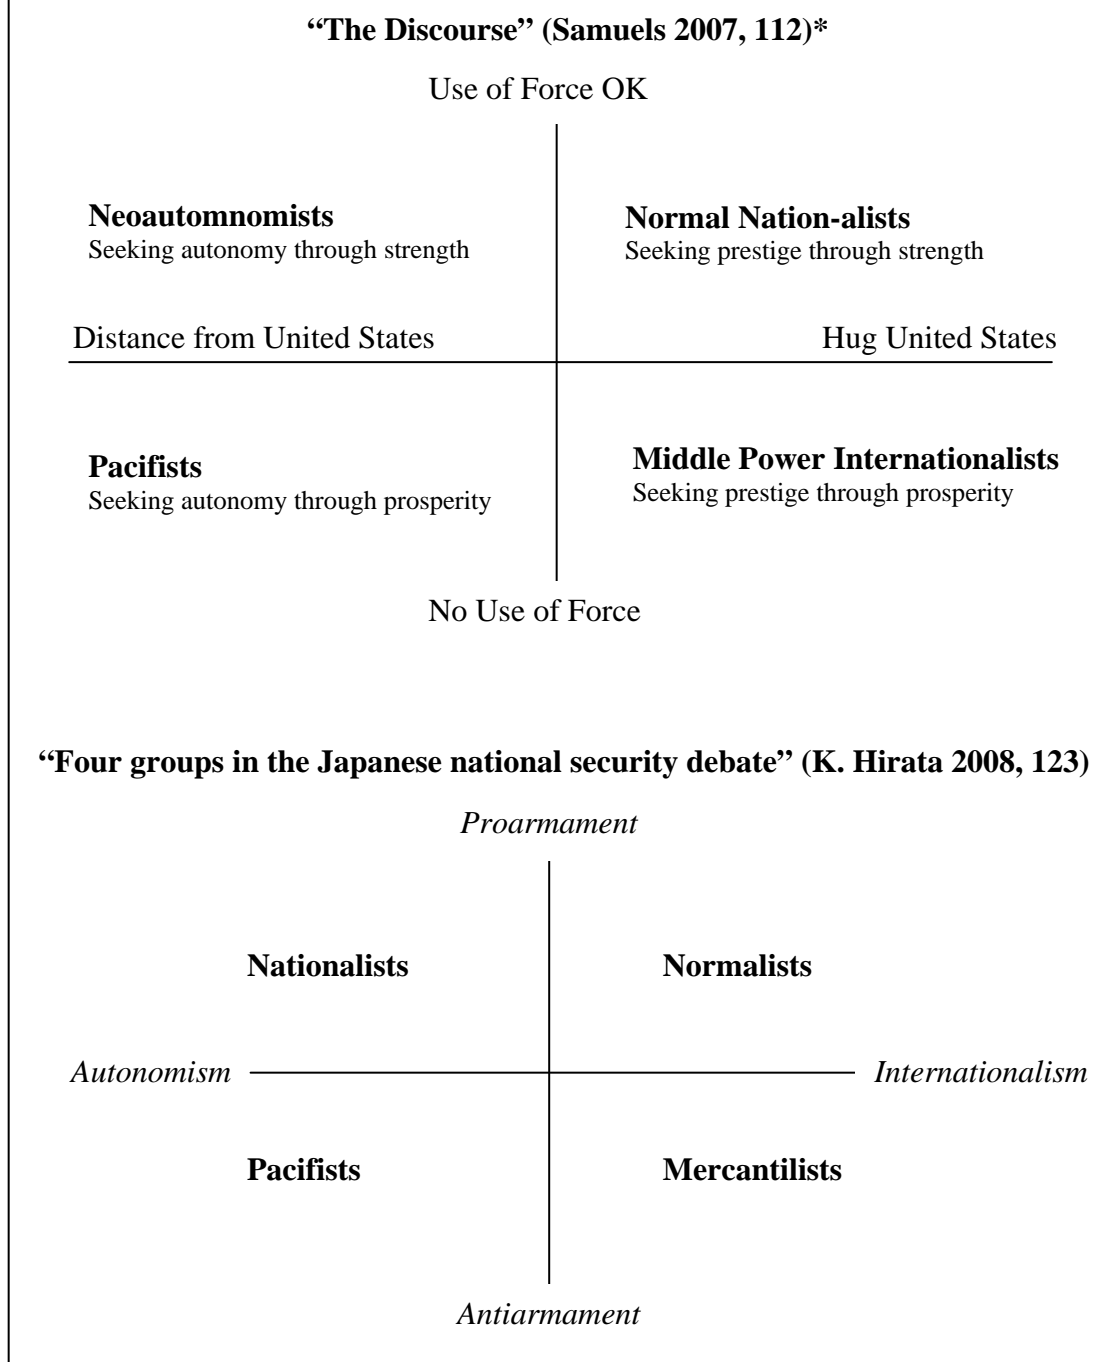 “The Discourse” (Samuels 2007, 112)*
Use of Force OK
Neoautomnomists
Seeking autonomy through strength
Normal Nation-alists
Seeking prestige through strength
Distance from United States
Hug United States
Pacifists
Seeking autonomy through prosperity
Middle Power Internationalists
Seeking prestige through prosperity
No Use of Force
“Four groups in the Japanese national security debate” (K. Hirata 2008, 123)
Proarmament
Nationalists
Normalists
Autonomism
Internationalism
Pacifists
Mercantilists
Antiarmament